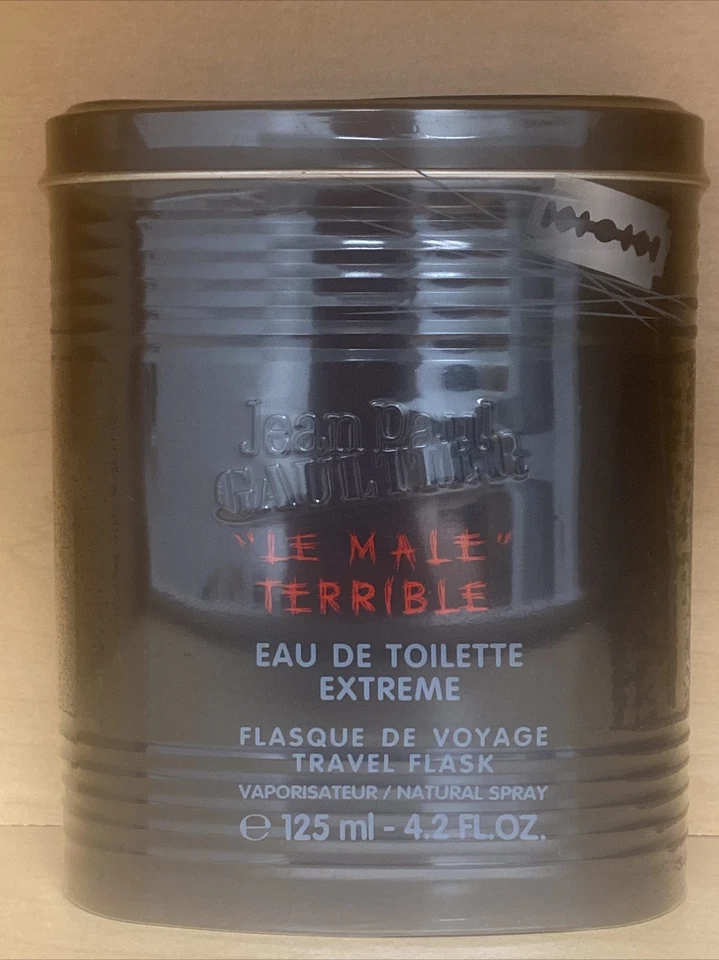 Jean Paul
GAULTIER
"LE MALE"
TERRIBLE
EAU DE TOILETTE
EXTREME
FLASQUE DE VOYAGE
TRAVEL FLASK
VAPORISATEUR / NATURAL SPRAY
℮ 125 ml - 4.2 FL.OZ.